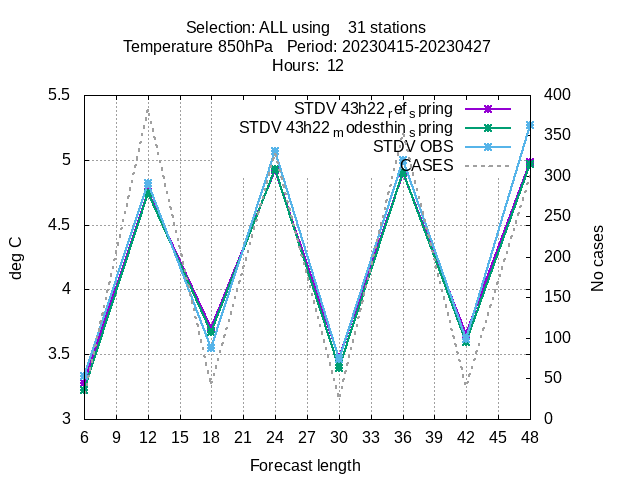 Selection: ALL using    31 stations
Temperature 850hPa   Period: 20230415-20230427
Hours:  12
STDV 43h22_ref_spring
STDV 43h22_modesthin_spring
STDV OBS
CASES
5.5
5
4.5
4
3.5
3
deg C
400
350
300
250
200
150
100
50
0
No cases
6 9 12 15 18 21 24 27 30 33 36 39 42 45 48
Forecast length